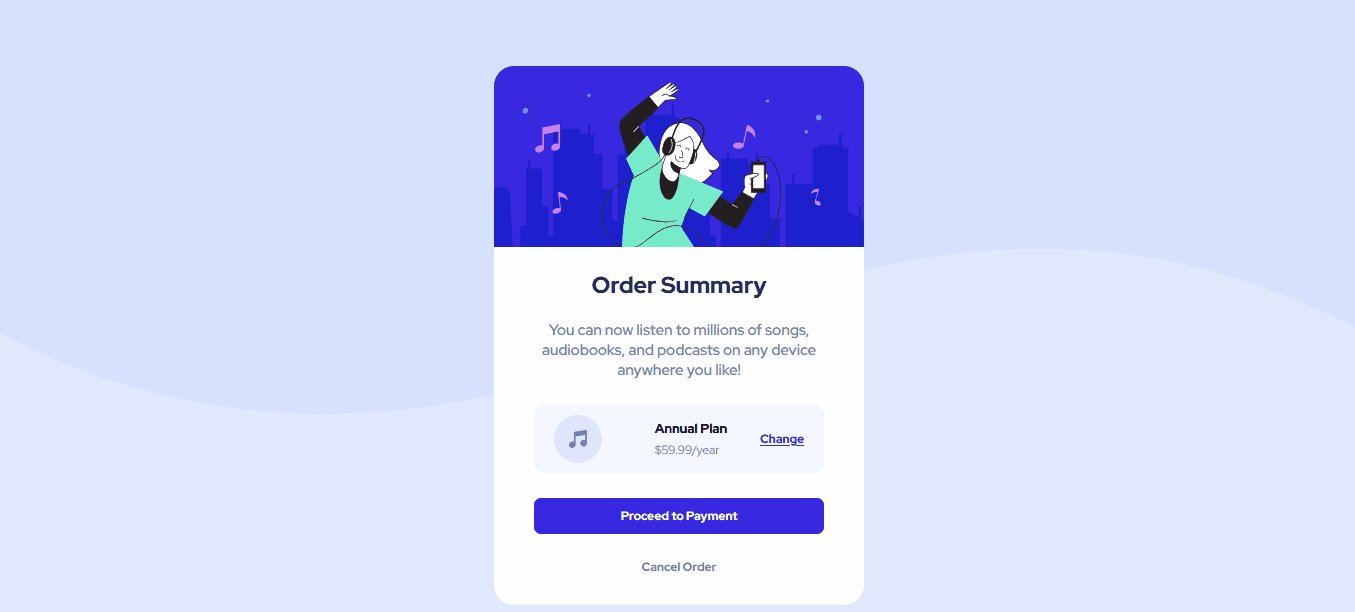 Order Summary
You can now listen to millions of songs,
audiobooks, and podcasts on any device
anywhere you like!
Annual Plan
$59.99/year
Change
Proceed to Payment
Cancel Order